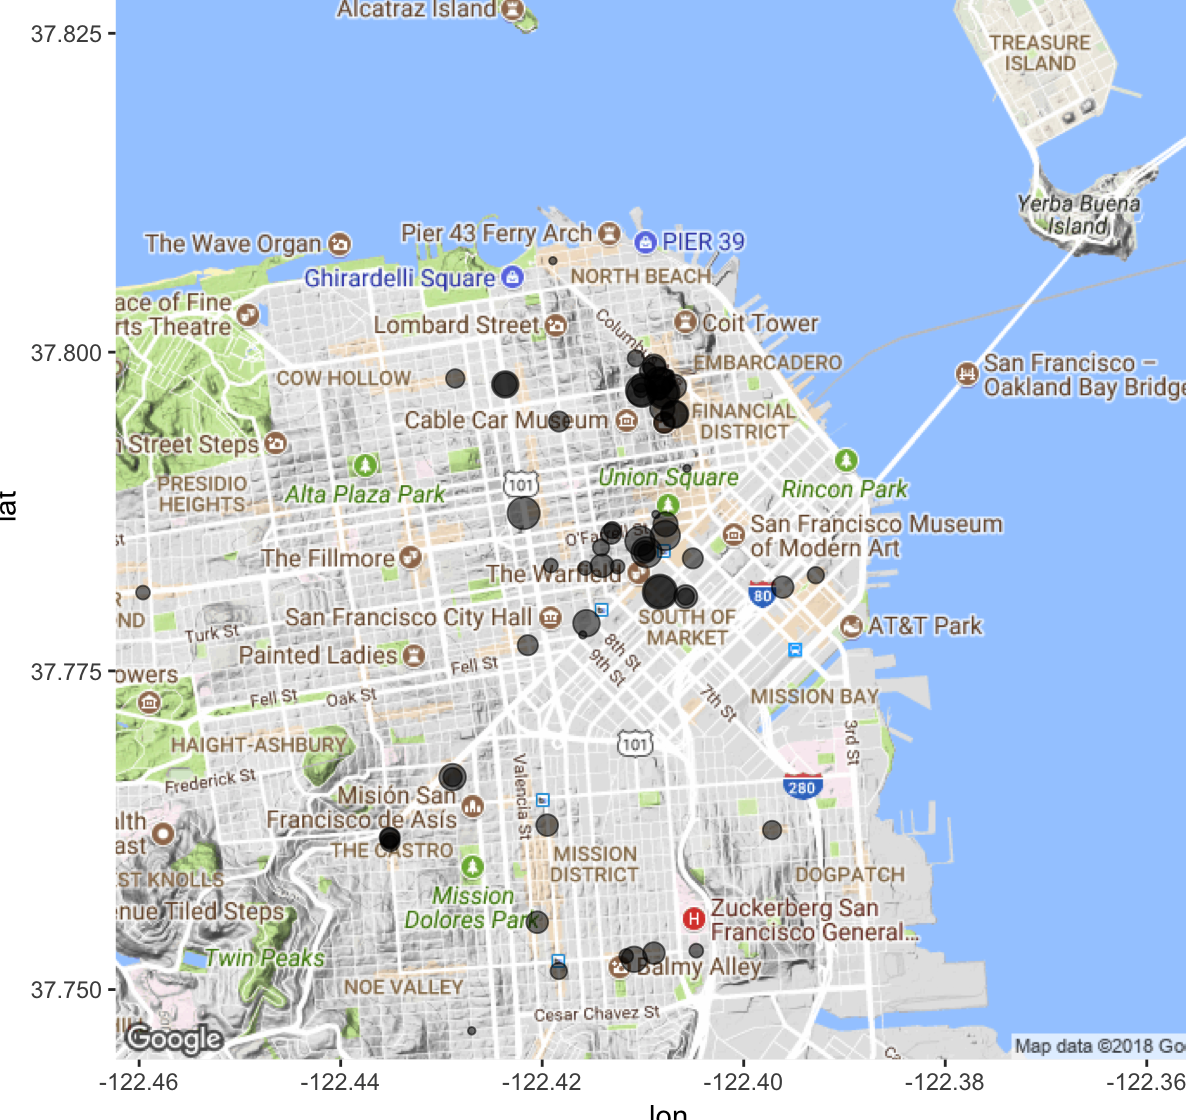 Alcatraz Island
37.825
TREASURE
ISLAND
Yerba Buena
Island
The Wave Organ
Pier 43 Ferry Arch
PIER 39
Ghirardelli Square
NORTH BEACH
ace of Fine
rts Theatre
Lombard Street
Columb
Coit Tower
37.800
EMBARCADERO
San Francisco –
Oakland Bay Bridge
COW HOLLOW
Cable Car Museum
FINANCIAL
DISTRICT
n Street Steps
PRESIDIO
HEIGHTS
Alta Plaza Park
101
Union Square
Rincon Park
lat
St
O'Farrell St
San Francisco Museum
of Modern Art
The Fillmore
The Warfield
80
R
ND
San Francisco City Hall
SOUTH OF
MARKET
AT&T Park
Turk St
8th St
9th St
Painted Ladies
Fell St
37.775
owers
Fell St
Oak St
7th St
MISSION BAY
3rd St
HAIGHT-ASHBURY
101
Frederick St
Valencia St
280
Misión San
Francisco de Asís
alth
ast
THE CASTRO
MISSION
DISTRICT
DOGPATCH
EST KNOLLS
Mission
Dolores Park
enue Tiled Steps
H
Zuckerberg San
Francisco General...
Twin Peaks
Balmy Alley
37.750
NOE VALLEY
Cesar Chavez St
Google
Map data ©2018 Goo
-122.46
-122.44
-122.42
-122.40
-122.38
-122.36
lon